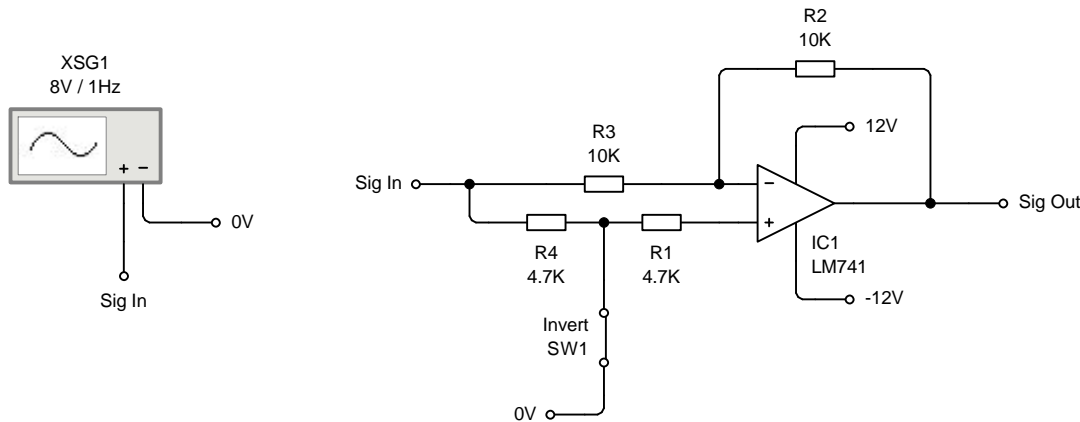 XSG1
8V / 1Hz
+ −
0V
Sig In
R2
10K
12V
R3
10K
Sig In
−
+
Sig Out
R4
4.7K
R1
4.7K
IC1
LM741
-12V
Invert
SW1
0V